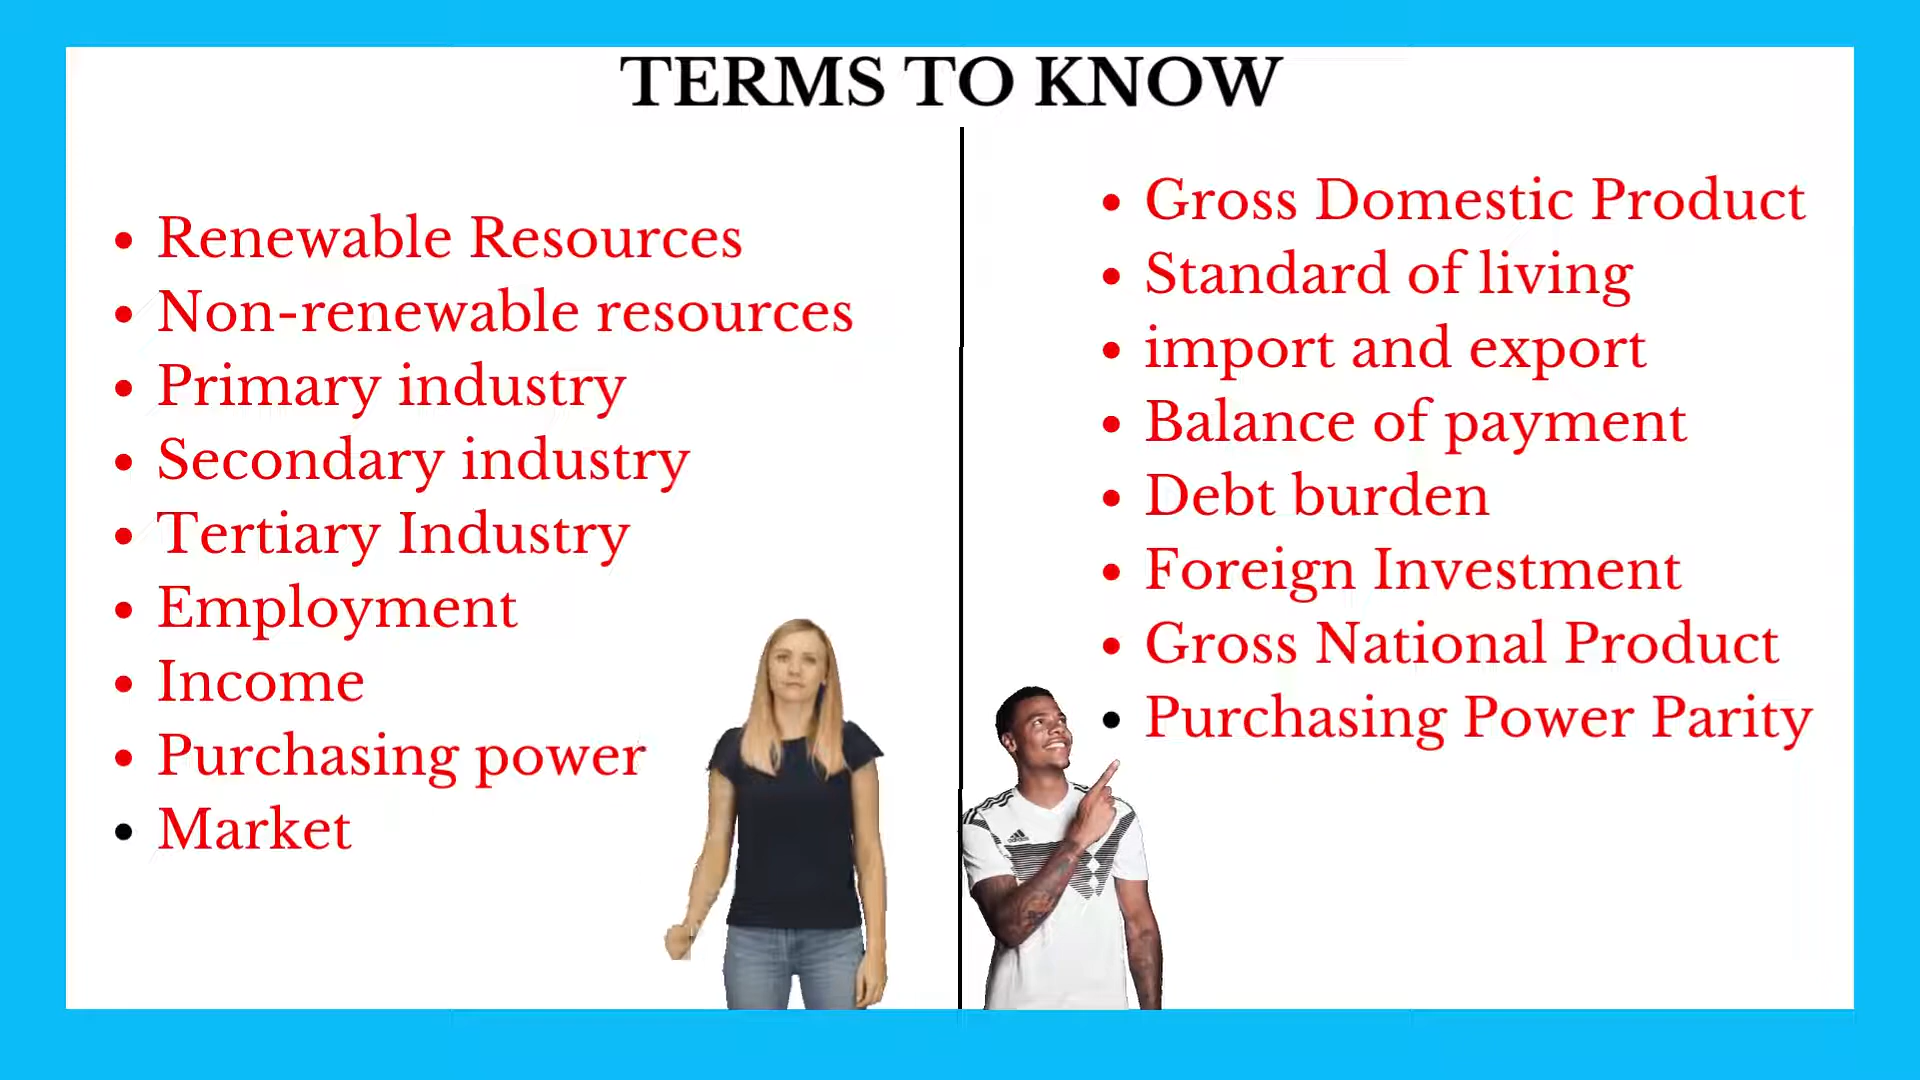 TERMS TO KNOW
Renewable Resources
Non-renewable resources
Primary industry
Secondary industry
Tertiary Industry
Employment
Income
Purchasing power
Market
Gross Domestic Product
Standard of living
import and export
Balance of payment
Debt burden
Foreign Investment
Gross National Product
Purchasing Power Parity
adidas